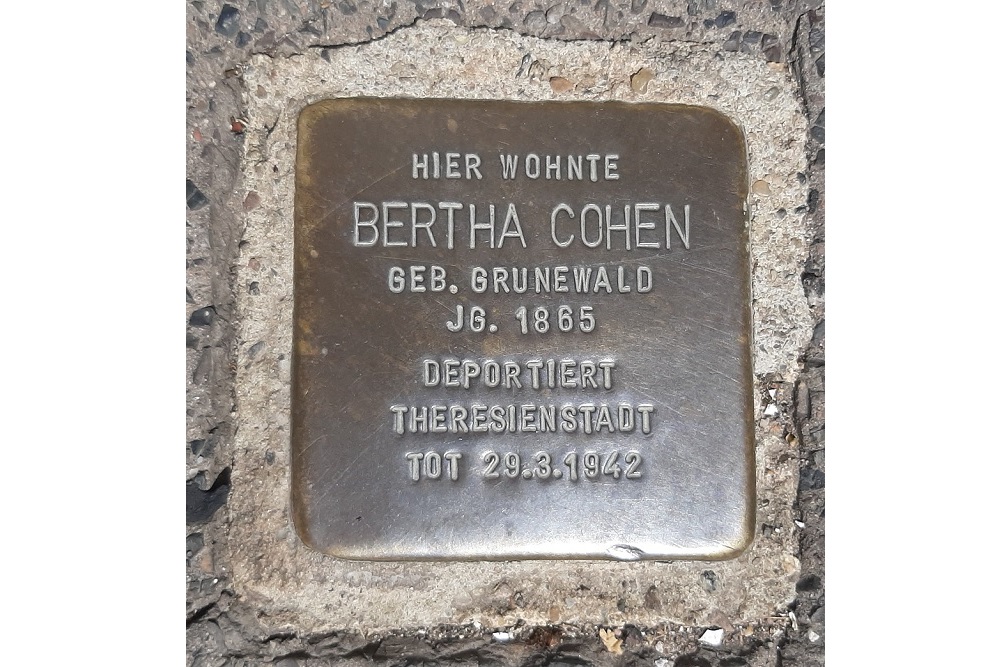 HIER WOHNTE
BERTHA COHEN
GEB. GRUNEWALD
JG. 1865
DEPORTIERT
THERESIENSTADT
TOT 29.3.1942